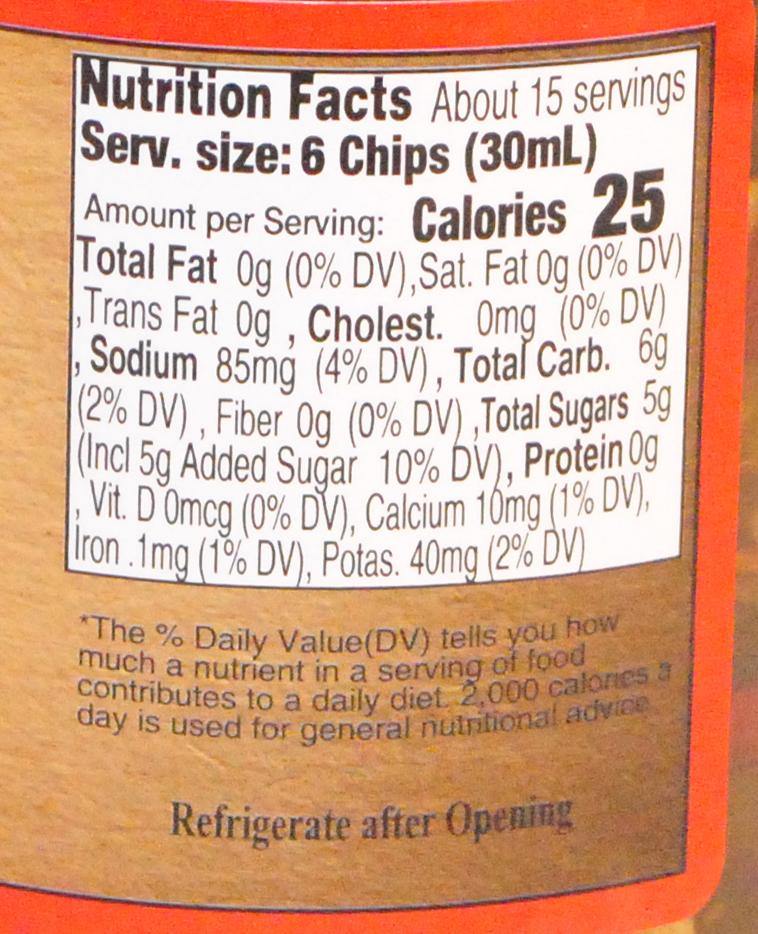 Nutrition Facts About 15 servings
Serv. size: 6 Chips (30mL)
Amount per Serving: Calories 25
Total Fat 0g (0% DV), Sat. Fat 0g (0% DV)
, Trans Fat 0g , Cholest. 0mg (0% DV)
, Sodium 85mg (4% DV) , Total Carb. 6g
(2% DV) , Fiber 0g (0% DV) , Total Sugars 5g
(Incl 5g Added Sugar 10% DV), Protein 0g
, Vit. D 0mcg (0% DV), Calcium 10mg (1% DV),
Iron .1mg (1% DV), Potas. 40mg (2% DV)
*The % Daily Value(DV) tells you how
much a nutrient in a serving of food
contributes to a daily diet. 2,000 calories a
day is used for general nutritional advice
Refrigerate after Opening